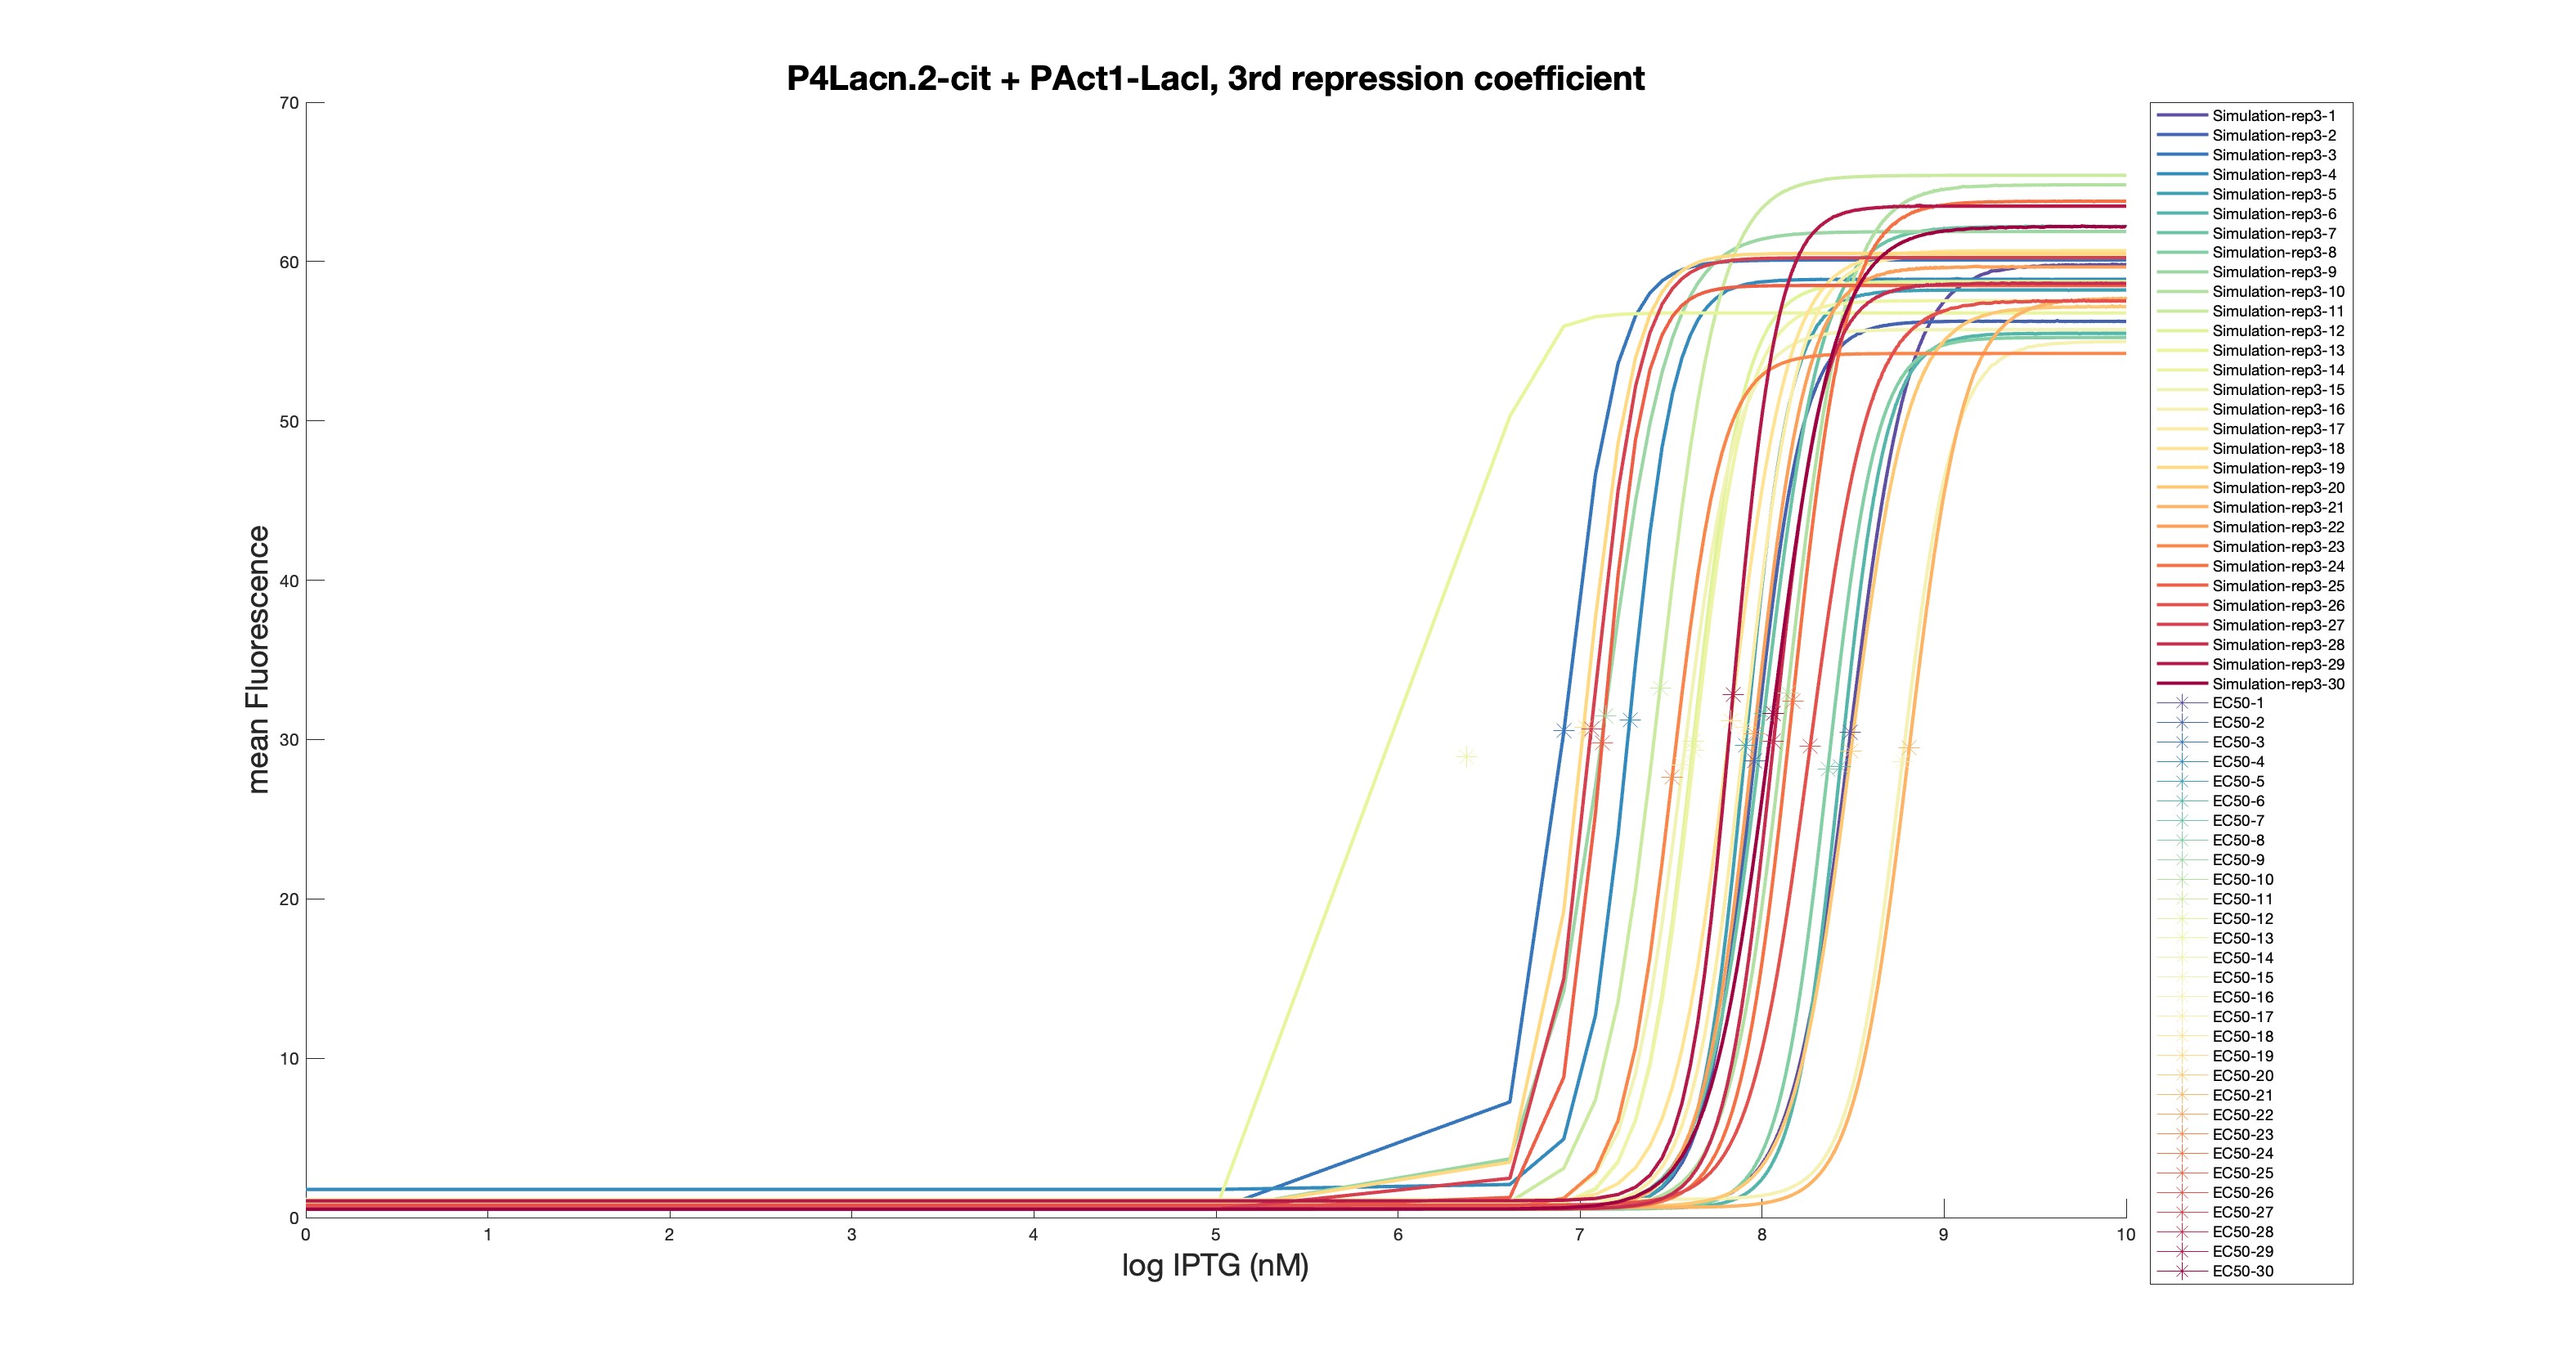 P4Lacn.2-cit + PAct1-LacI, 3rd repression coefficient
70
60
50
40
30
20
10
0
mean Fluorescence
0 1 2 3 4 5 6 7 8 9 10
log IPTG (nM)
Simulation-rep3-1
Simulation-rep3-2
Simulation-rep3-3
Simulation-rep3-4
Simulation-rep3-5
Simulation-rep3-6
Simulation-rep3-7
Simulation-rep3-8
Simulation-rep3-9
Simulation-rep3-10
Simulation-rep3-11
Simulation-rep3-12
Simulation-rep3-13
Simulation-rep3-14
Simulation-rep3-15
Simulation-rep3-16
Simulation-rep3-17
Simulation-rep3-18
Simulation-rep3-19
Simulation-rep3-20
Simulation-rep3-21
Simulation-rep3-22
Simulation-rep3-23
Simulation-rep3-24
Simulation-rep3-25
Simulation-rep3-26
Simulation-rep3-27
Simulation-rep3-28
Simulation-rep3-29
Simulation-rep3-30
EC50-1
EC50-2
EC50-3
EC50-4
EC50-5
EC50-6
EC50-7
EC50-8
EC50-9
EC50-10
EC50-11
EC50-12
EC50-13
EC50-14
EC50-15
EC50-16
EC50-17
EC50-18
EC50-19
EC50-20
EC50-21
EC50-22
EC50-23
EC50-24
EC50-25
EC50-26
EC50-27
EC50-28
EC50-29
EC50-30